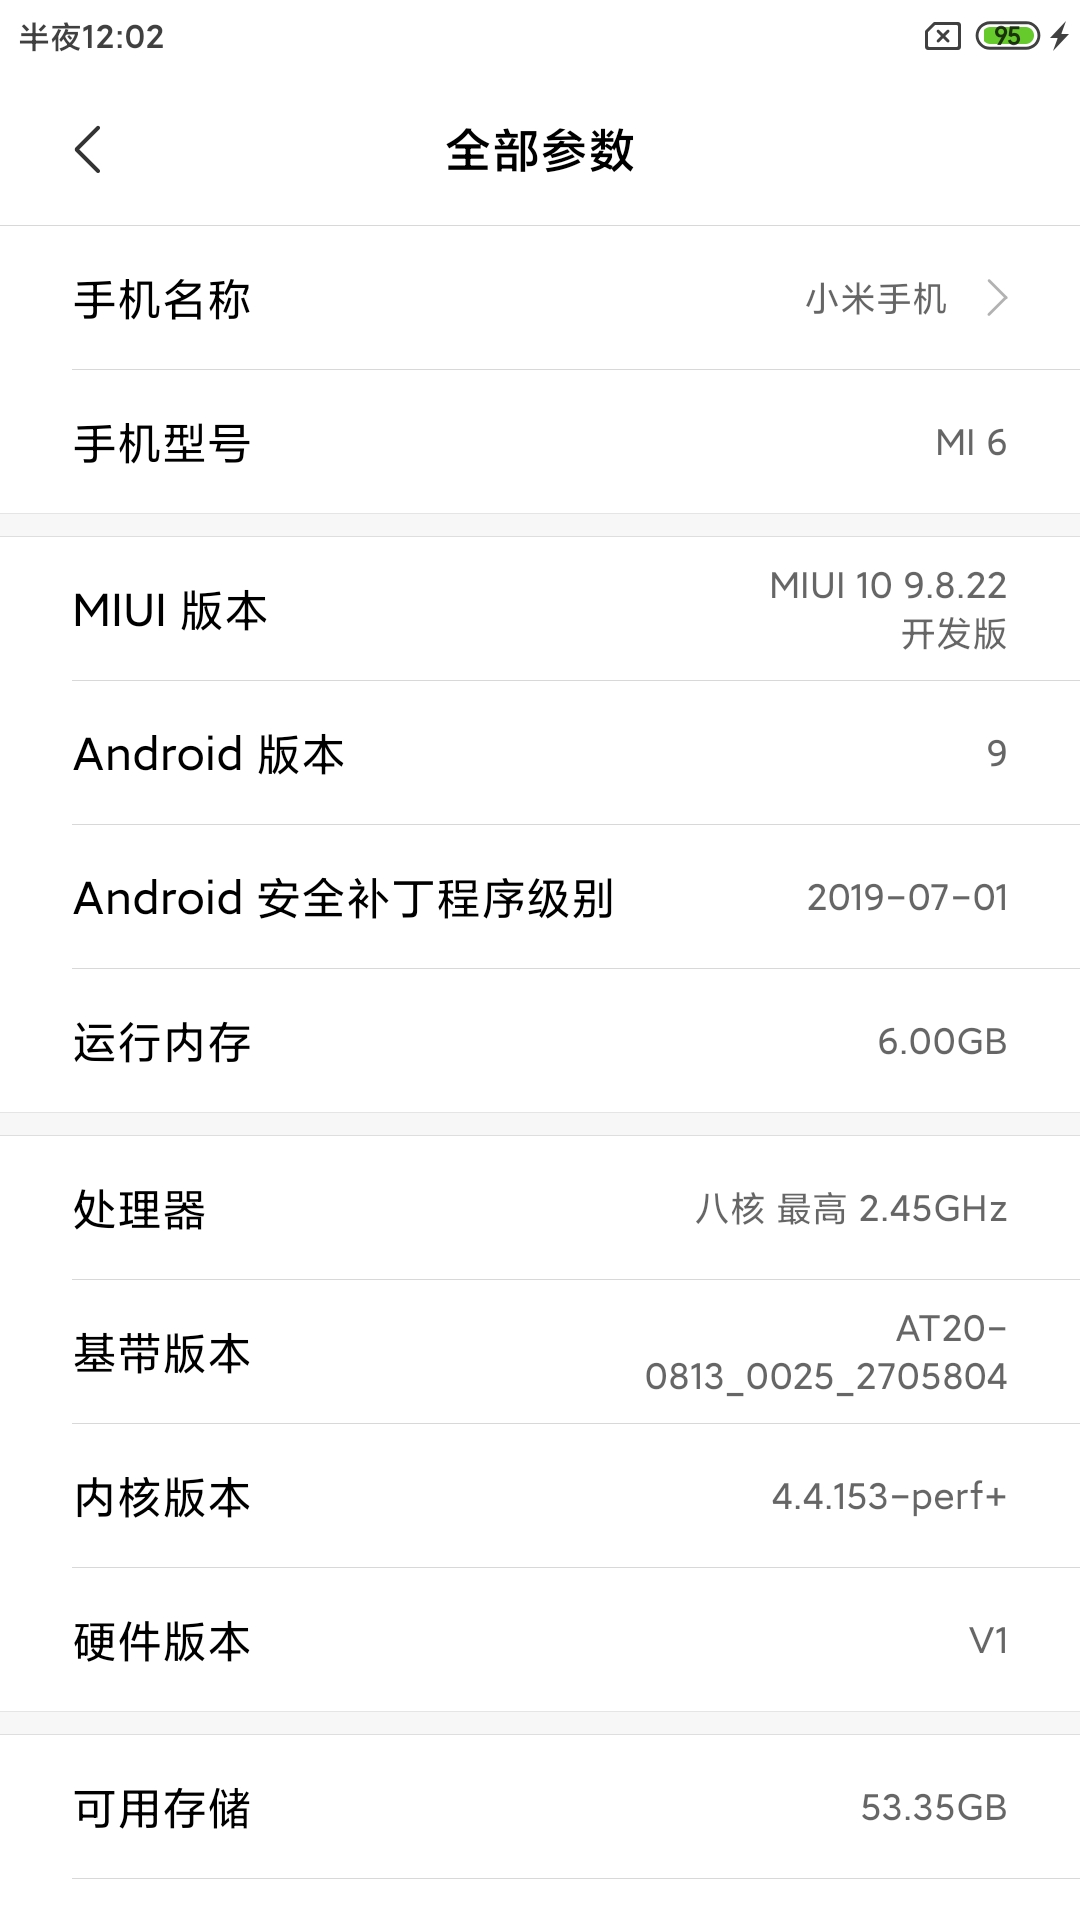 半夜12:02
95
全部参数
手机名称
小米手机
手机型号
MI 6
MIUI 版本
MIUI 10 9.8.22
开发版
Android 版本
9
Android 安全补丁程序级别
2019-07-01
运行内存
6.00GB
处理器
八核 最高 2.45GHz
基带版本
AT20-
0813_0025_2705804
内核版本
4.4.153-perf+
硬件版本
V1
可用存储
53.35GB